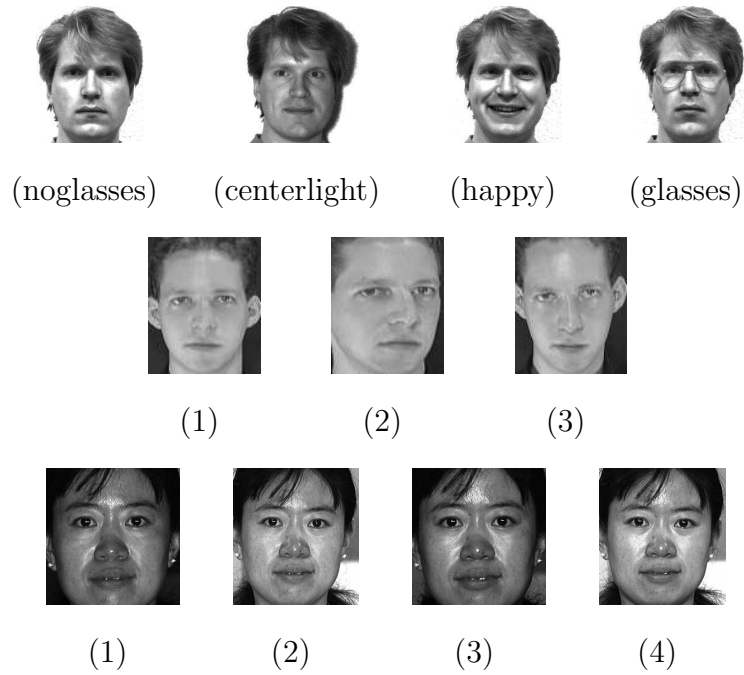 (noglasses) (centerlight) (happy) (glasses)
(1) (2) (3)
(1) (2) (3) (4)